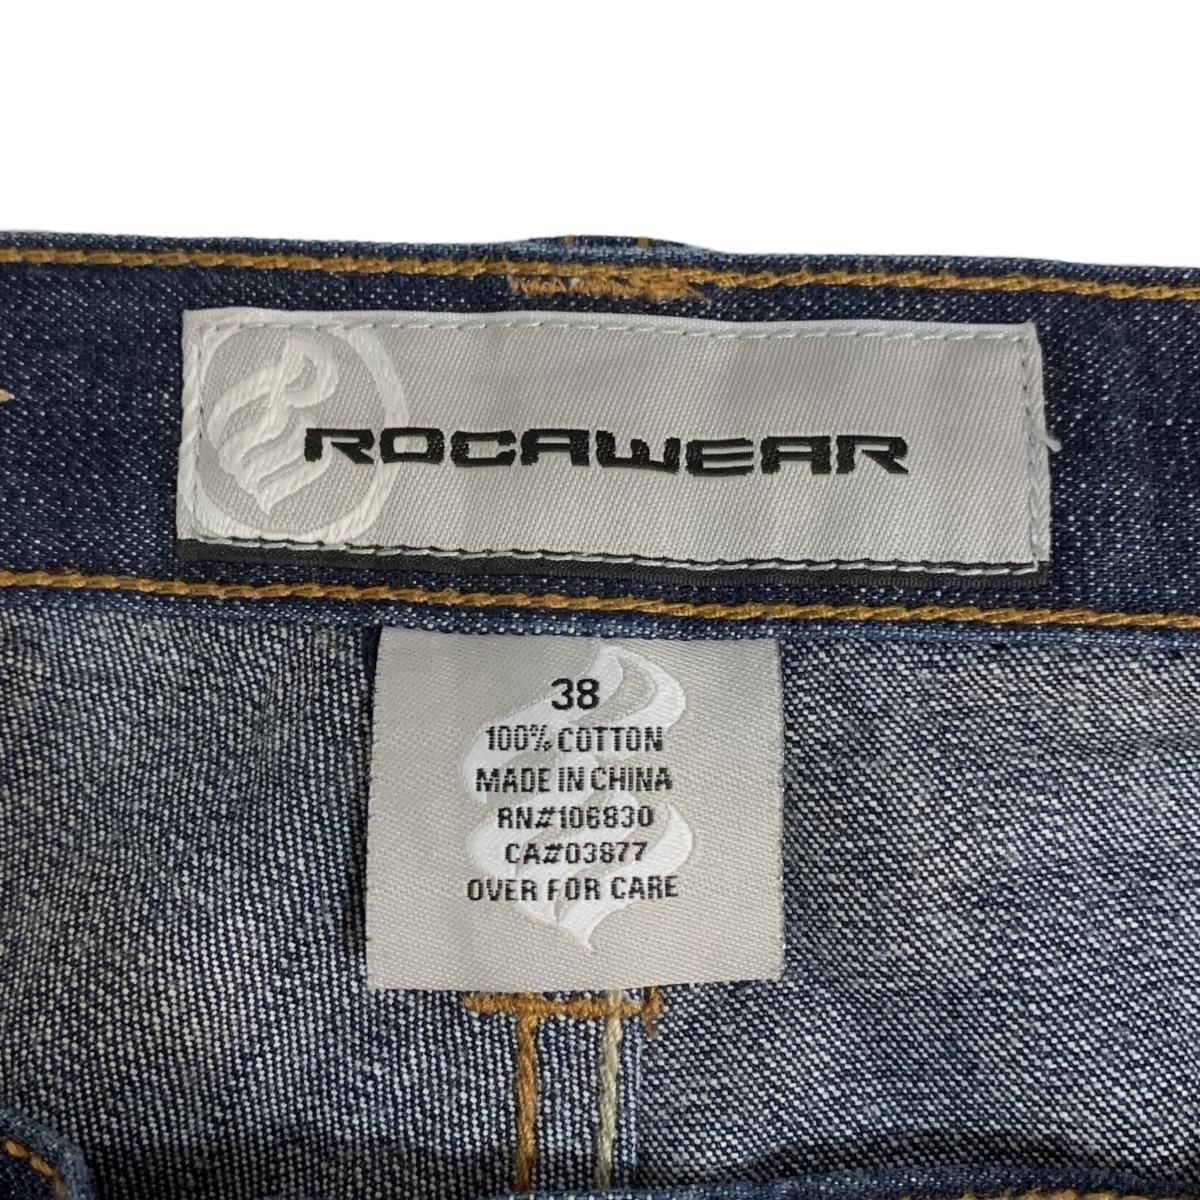 ROCAWEAR
38
100% COTTON
MADE IN CHINA
RN#106830
CA#03877
OVER FOR CARE